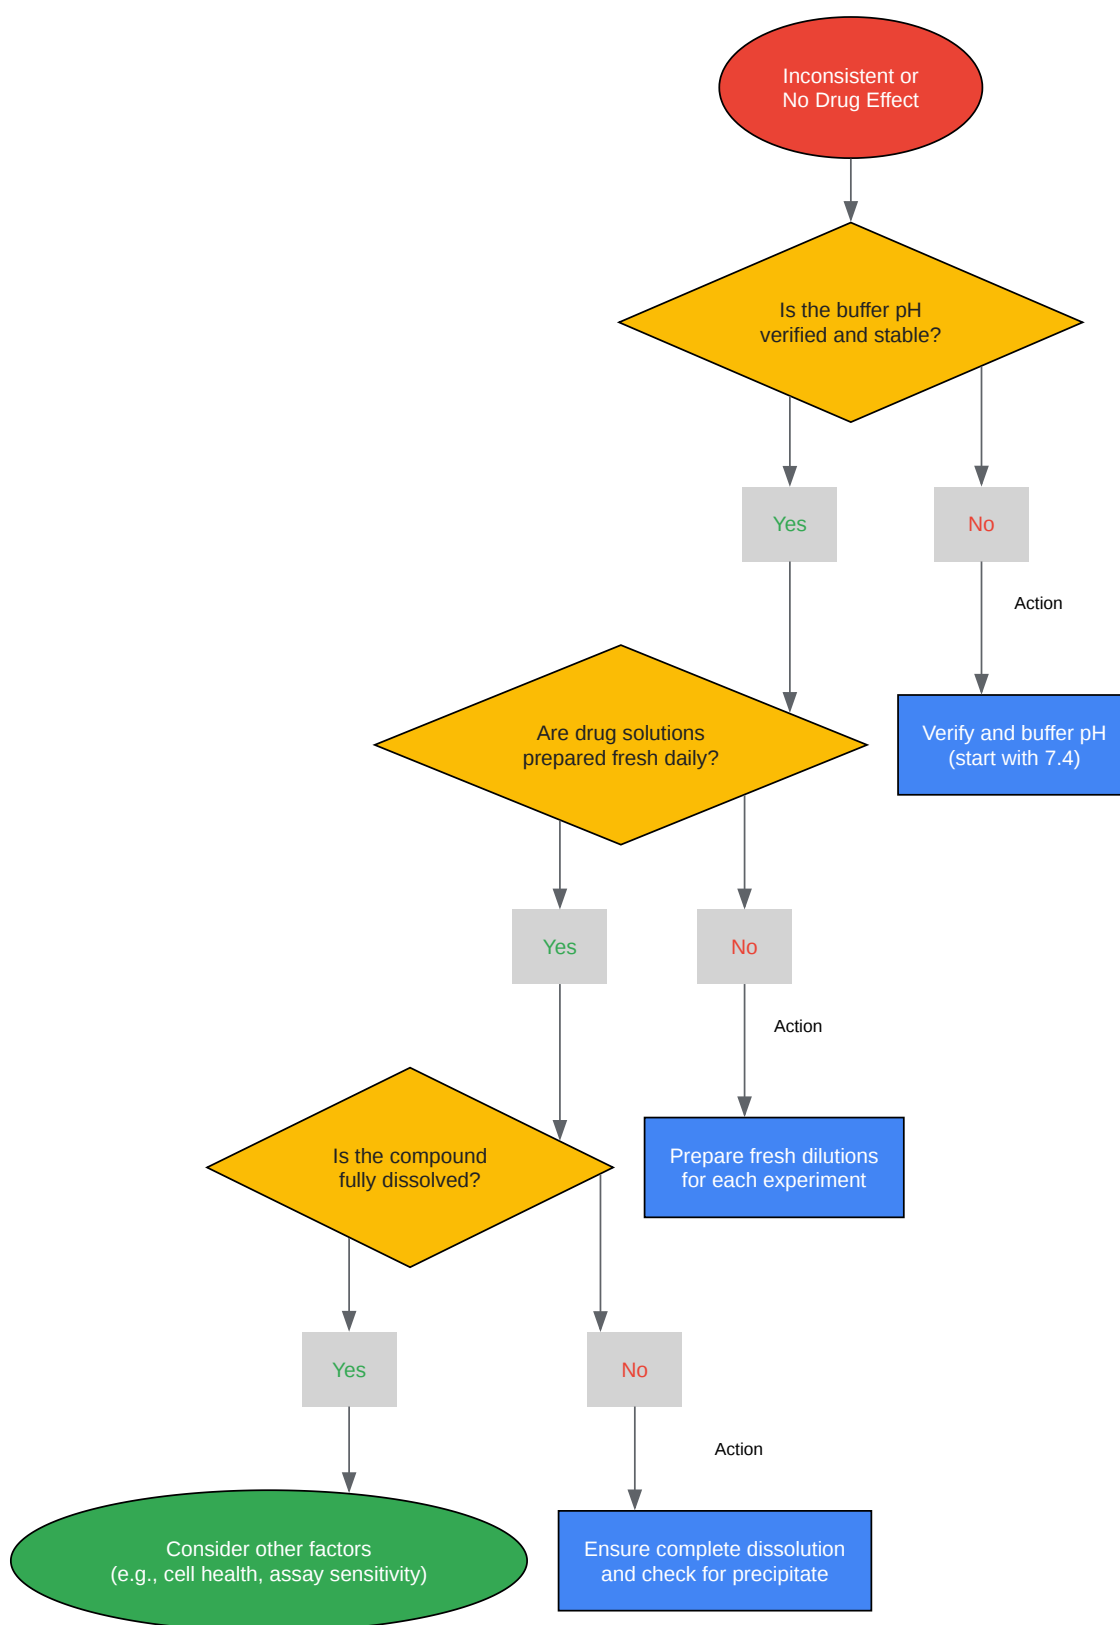 Inconsistent or
No Drug Effect
Is the buffer pH
verified and stable?
Yes
No
Action
Are drug solutions
prepared fresh daily?
Verify and buffer pH
(start with 7.4)
Yes
No
Action
Is the compound
fully dissolved?
Prepare fresh dilutions
for each experiment
Yes
No
Action
Consider other factors
(e.g., cell health, assay sensitivity)
Ensure complete dissolution
and check for precipitate